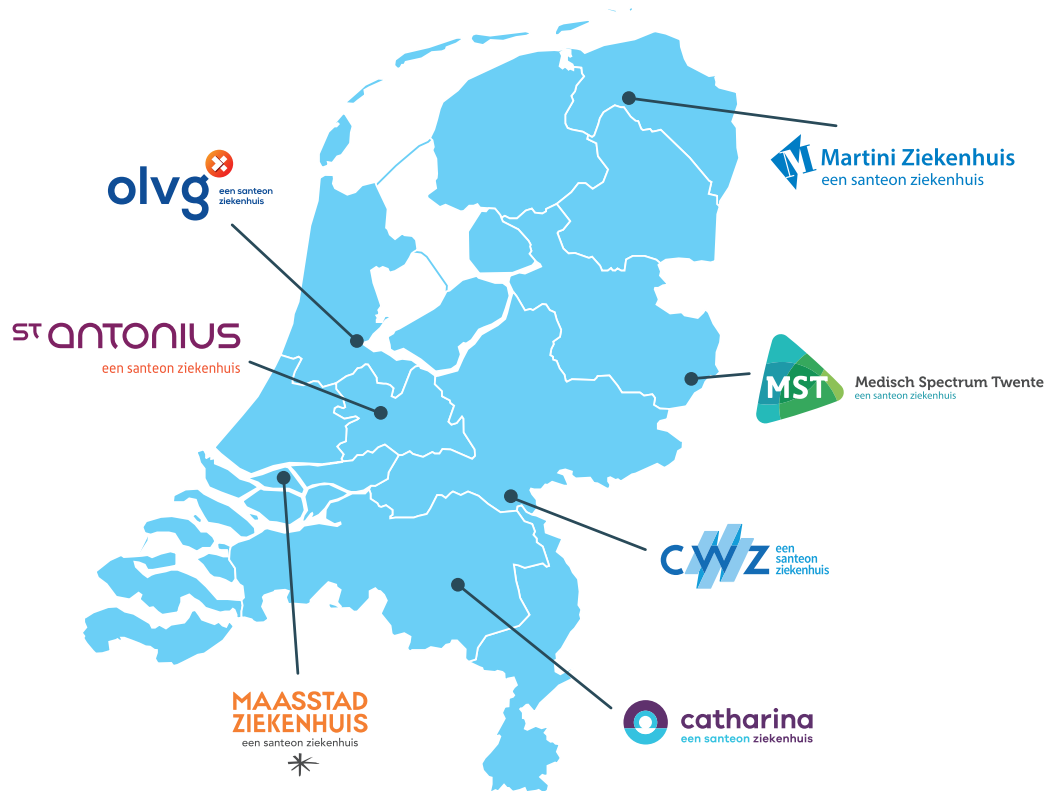 M
Martini Ziekenhuis
een santeon ziekenhuis
olvg
een santeon
ziekenhuis
ST ANTONIUS
een santeon ziekenhuis
MST
Medisch Spectrum Twente
een santeon ziekenhuis
CWZ
een
santeon
ziekenhuis
MAASSTAD
ZIEKENHUIS
een santeon ziekenhuis
catharina
een santeon ziekenhuis